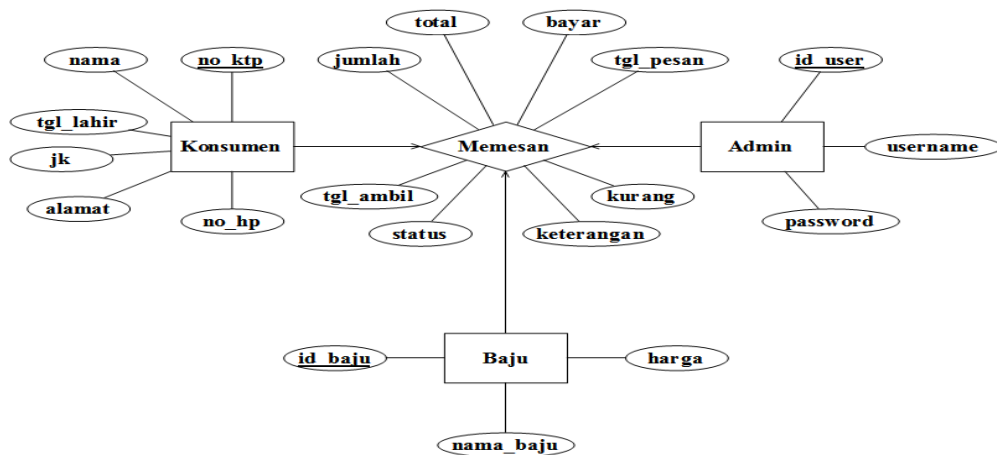 total
bayar
nama
no_ktp
jumlah
tgl_pesan
id_user
tgl_lahir
Konsumen
Memesan
Admin
username
jk
alamat
no_hp
tgl_ambil
status
kurang
keterangan
password
id_baju
Baju
harga
nama_baju